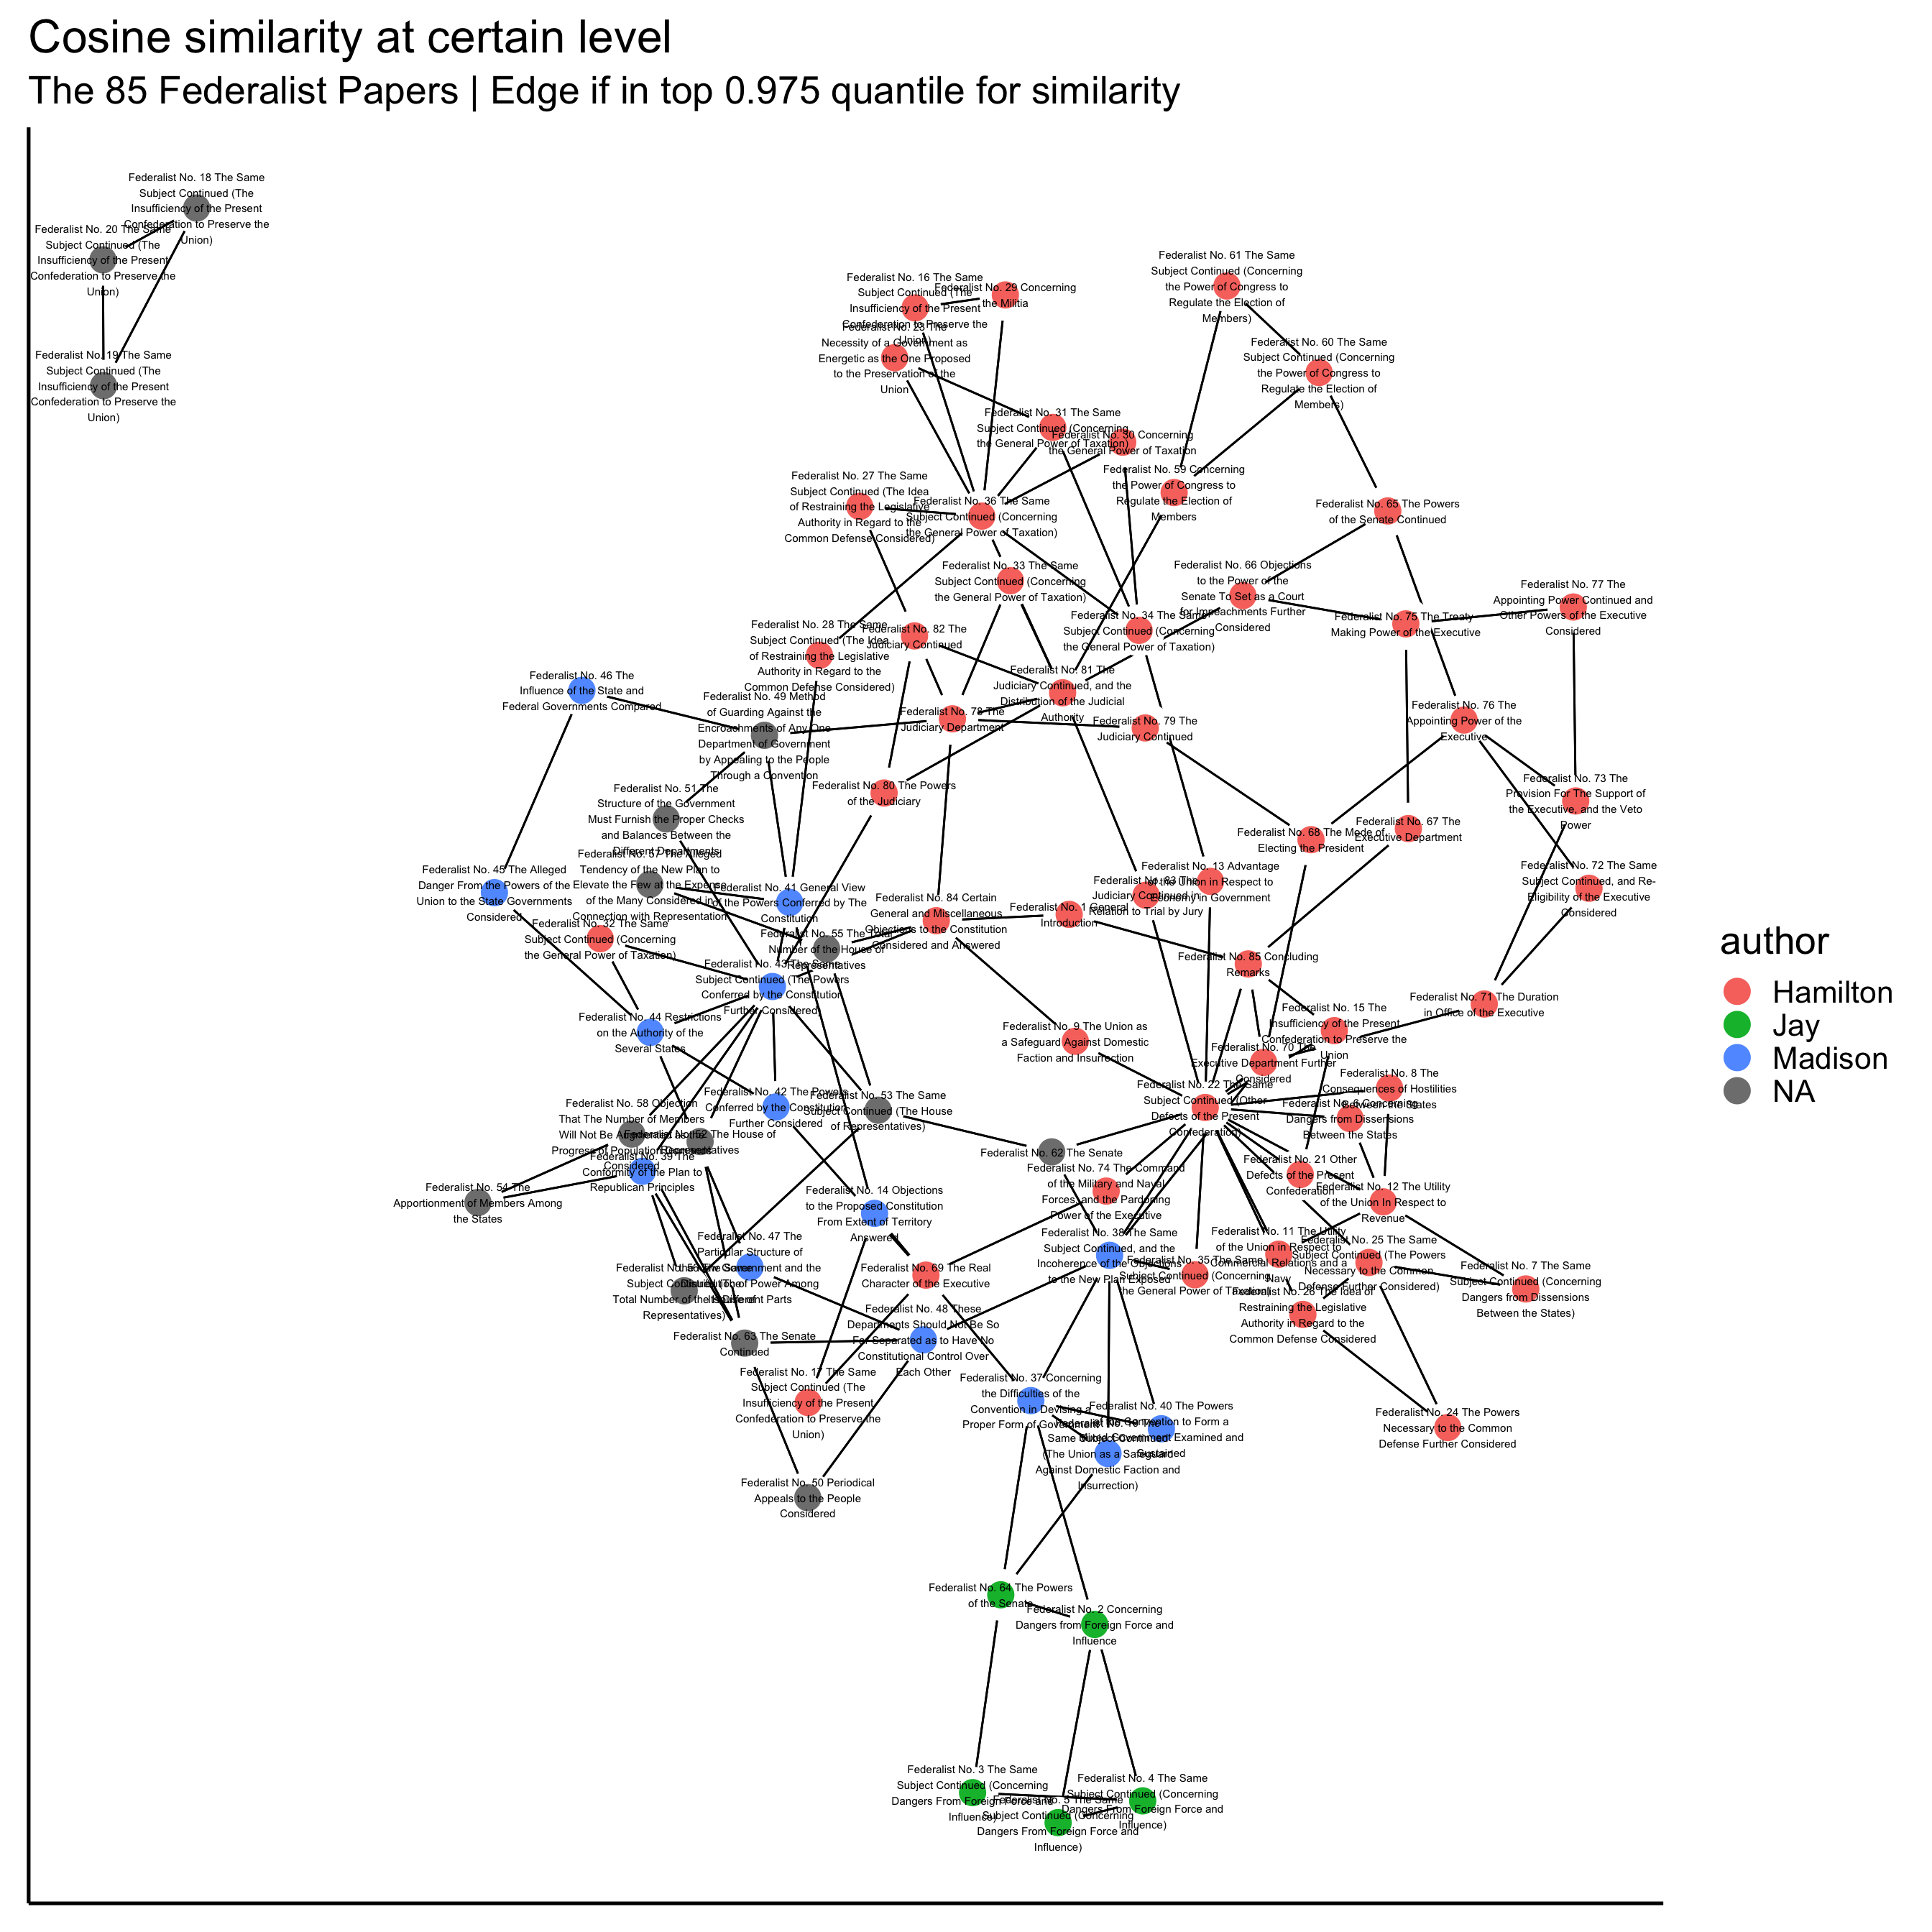 Cosine similarity at certain level
The 85 Federalist Papers | Edge if in top 0.975 quantile for similarity
Federalist No. 18 The Same
Subject Continued (The
Insufficiency of the Present
Confederation to Preserve the
Union)
Federalist No. 20 The Same
Subject Continued (The
Insufficiency of the Present
Confederation to Preserve the
Union)
Federalist No. 19 The Same
Subject Continued (The
Insufficiency of the Present
Confederation to Preserve the
Union)
Federalist No. 16 The Same
Subject Continued (The
Insufficiency of the Present
Confederation to Preserve the
Union)
Federalist No. 29 Concerning
the Militia
Federalist No. 23 The
Necessity of a Government as
Energetic as the One Proposed
to the Preservation of the
Union
Federalist No. 61 The Same
Subject Continued (Concerning
the Power of Congress to
Regulate the Election of
Members)
Federalist No. 60 The Same
Subject Continued (Concerning
the Power of Congress to
Regulate the Election of
Members)
Federalist No. 31 The Same
Subject Continued (Concerning
the General Power of Taxation)
Federalist No. 30 Concerning
the General Power of Taxation
Federalist No. 59 Concerning
the Power of Congress to
Regulate the Election of
Members
Federalist No. 27 The Same
Subject Continued (The Idea
of Restraining the Legislative
Authority in Regard to the
Common Defense Considered)
Federalist No. 36 The Same
Subject Continued (Concerning
the General Power of Taxation)
Federalist No. 65 The Powers
of the Senate Continued
Federalist No. 33 The Same
Subject Continued (Concerning
the General Power of Taxation)
Federalist No. 66 Objections
to the Power of the
Senate To Set as a Court
for Impeachments Further
Considered
Federalist No. 77 The
Appointing Power Continued and
Other Powers of the Executive
Considered
Federalist No. 75 The Treaty
Making Power of the Executive
Federalist No. 34 The Same
Subject Continued (Concerning
the General Power of Taxation)
Federalist No. 28 The Same
Subject Continued (The Idea
of Restraining the Legislative
Authority in Regard to the
Common Defense Considered)
Federalist No. 82 The
Judiciary Continued
Federalist No. 81 The
Judiciary Continued, and the
Distribution of the Judicial
Authority
Federalist No. 46 The
Influence of the State and
Federal Governments Compared
Federalist No. 49 Method
of Guarding Against the
Encroachments of Any One
Department of Government
by Appealing to the People
Through a Convention
Federalist No. 78 The
Judiciary Department
Federalist No. 79 The
Judiciary Continued
Federalist No. 76 The
Appointing Power of the
Executive
Federalist No. 51 The
Structure of the Government
Must Furnish the Proper Checks
and Balances Between the
Different Departments
Federalist No. 80 The Powers
of the Judiciary
Federalist No. 73 The
Provision For The Support of
the Executive, and the Veto
Power
Federalist No. 68 The Mode of
Electing the President
Federalist No. 67 The
Executive Department
Federalist No. 57 The Alleged
Tendency of the New Plan to
Elevate the Few at the Expense
of the Many Considered in
Connection with Representation
Federalist No. 45 The Alleged
Danger From the Powers of the
Union to the State Governments
Considered
Federalist No. 41 General View
of the Powers Conferred by The
Constitution
Federalist No. 84 Certain
General and Miscellaneous
Objections to the Constitution
Considered and Answered
Federalist No. 1 General
Introduction
Federalist No. 83 The
Judiciary Continued in
Relation to Trial by Jury
Federalist No. 13 Advantage
of the Union in Respect to
Economy in Government
Federalist No. 72 The Same
Subject Continued, and Re-
Eligibility of the Executive
Considered
Federalist No. 32 The Same
Subject Continued (Concerning
the General Power of Taxation)
Federalist No. 55 The Total
Number of the House of
Representatives
Federalist No. 43 The Same
Subject Continued (The Powers
Conferred by the Constitution
Further Considered)
Federalist No. 85 Concluding
Remarks
Federalist No. 71 The Duration
in Office of the Executive
Federalist No. 44 Restrictions
on the Authority of the
Several States
Federalist No. 9 The Union as
a Safeguard Against Domestic
Faction and Insurrection
Federalist No. 15 The
Insufficiency of the Present
Confederation to Preserve the
Union
Federalist No. 70 The
Executive Department Further
Considered
Federalist No. 8 The
Consequences of Hostilities
Between the States
Federalist No. 22 The Same
Subject Continued (Other
Defects of the Present
Confederation)
Federalist No. 6 Concerning
Dangers from Dissensions
Between the States
Federalist No. 42 The Powers
Conferred by the Constitution
Further Considered
Federalist No. 53 The Same
Subject Continued (The House
of Representatives)
Federalist No. 58 Objection
That The Number of Members
Will Not Be Augmented as the
Progress of Population
Considered
The House of
Representatives
Federalist No. 39 The
Conformity of the Plan to
Republican Principles
Federalist No. 54 The
Apportionment of Members Among
the States
Federalist No. 62 The Senate
Federalist No. 74 The Command
of the Military and Naval
Forces, and the Pardoning
Power of the Executive
Federalist No. 21 Other
Defects of the Present
Confederation
Federalist No. 12 The Utility
of the Union In Respect to
Revenue
Federalist No. 14 Objections
to the Proposed Constitution
From Extent of Territory
Answered
Federalist No. 38 The Same
Subject Continued, and the
Incoherence of the Objections
to the New Plan Exposed
Federalist No. 11 The Utility
of the Union in Respect to
Commercial Relations and a
Navy
Federalist No. 25 The Same
Subject Continued (The Powers
Necessary to the Common
Defense Further Considered)
Federalist No. 35 The Same
Subject Continued (Concerning
the General Power of Taxation)
Federalist No. 7 The Same
Subject Continued (Concerning
Dangers from Dissensions
Between the States)
Federalist No. 47 The
Particular Structure of
the New Government and the
Distribution of Power Among
Its Different Parts
Subject Continued (The
Total Number of the House of
Representatives)
Federalist No. 69 The Real
Character of the Executive
Federalist No. 26 The Idea of
Restraining the Legislative
Authority in Regard to the
Common Defense Considered
Federalist No. 48 These
Departments Should Not Be So
Far Separated as to Have No
Constitutional Control Over
Each Other
Federalist No. 63 The Senate
Continued
Federalist No. 17 The Same
Subject Continued (The
Insufficiency of the Present
Confederation to Preserve the
Union)
Federalist No. 37 Concerning
the Difficulties of the
Convention in Devising a
Proper Form of Government
Federalist No. 40 The Powers
of the Convention to Form a
Mixed Government Examined and
Sustained
Federalist No. 10 The
Same Subject Continued
(The Union as a Safeguard
Against Domestic Faction and
Insurrection)
Federalist No. 24 The Powers
Necessary to the Common
Defense Further Considered
Federalist No. 50 Periodical
Appeals to the People
Considered
Federalist No. 64 The Powers
of the Senate
Federalist No. 2 Concerning
Dangers from Foreign Force and
Influence
Federalist No. 3 The Same
Subject Continued (Concerning
Dangers From Foreign Force and
Influence)
Federalist No. 4 The Same
Subject Continued (Concerning
Dangers From Foreign Force and
Influence)
Federalist No. 5 The Same
Subject Continued (Concerning
Dangers From Foreign Force and
Influence)
author
Hamilton
Jay
Madison
NA